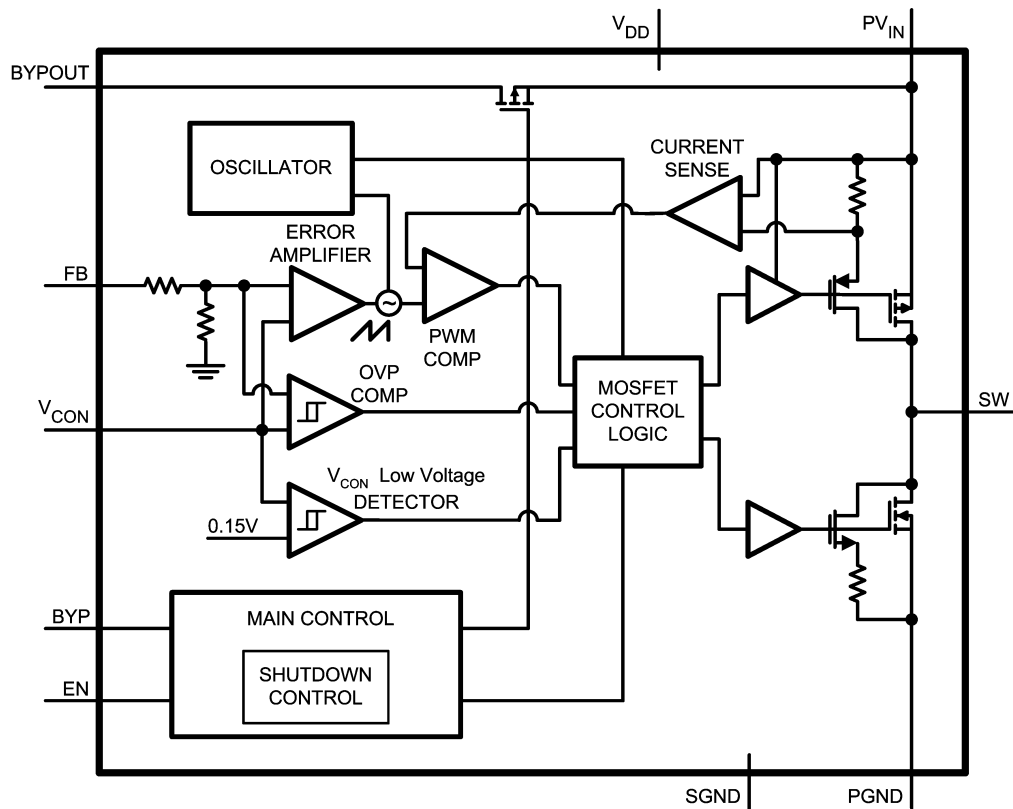 V_DD
PV_IN
BYPOUT
OSCILLATOR
CURRENT
SENSE
ERROR
AMPLIFIER
FB
~
PWM
COMP
OVP
COMP
MOSFET
CONTROL
LOGIC
V_CON
SW
V_CON Low Voltage
DETECTOR
0.15V
BYP
MAIN CONTROL
SHUTDOWN
CONTROL
EN
SGND
PGND